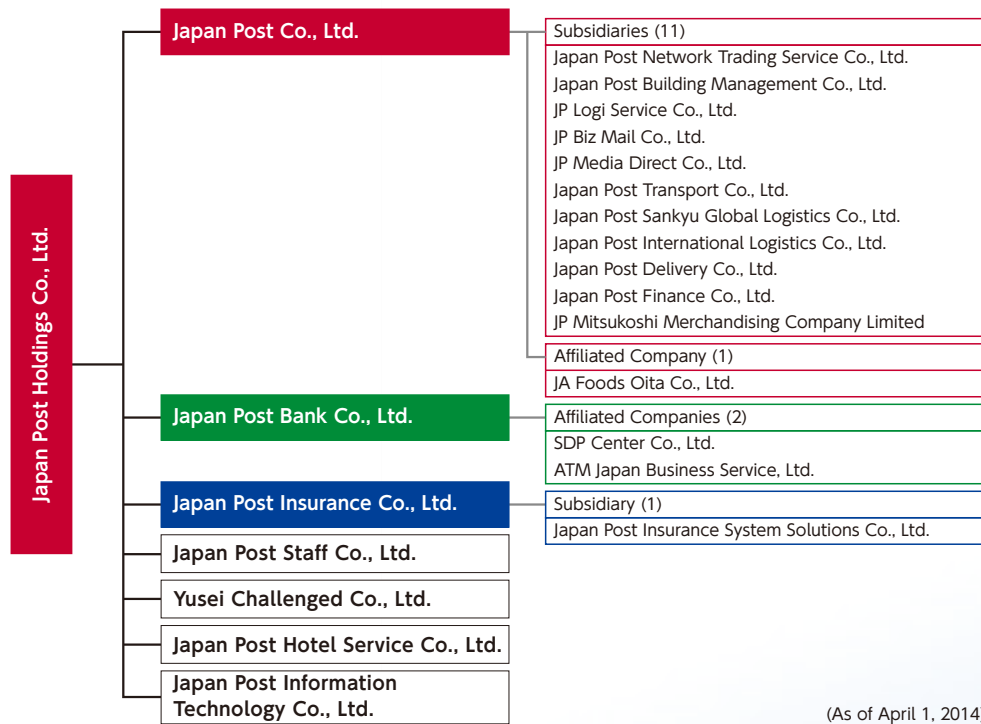 Japan Post Holdings Co., Ltd.
Japan Post Co., Ltd.
Subsidiaries (11)
Japan Post Network Trading Service Co., Ltd.
Japan Post Building Management Co., Ltd.
JP Logi Service Co., Ltd.
JP Biz Mail Co., Ltd.
JP Media Direct Co., Ltd.
Japan Post Transport Co., Ltd.
Japan Post Sankyu Global Logistics Co., Ltd.
Japan Post International Logistics Co., Ltd.
Japan Post Delivery Co., Ltd.
Japan Post Finance Co., Ltd.
JP Mitsukoshi Merchandising Company Limited
Affiliated Company (1)
JA Foods Oita Co., Ltd.
Japan Post Bank Co., Ltd.
Affiliated Companies (2)
SDP Center Co., Ltd.
ATM Japan Business Service, Ltd.
Japan Post Insurance Co., Ltd.
Subsidiary (1)
Japan Post Insurance System Solutions Co., Ltd.
Japan Post Staff Co., Ltd.
Yusei Challenged Co., Ltd.
Japan Post Hotel Service Co., Ltd.
Japan Post Information
Technology Co., Ltd.
(As of April 1, 2014)